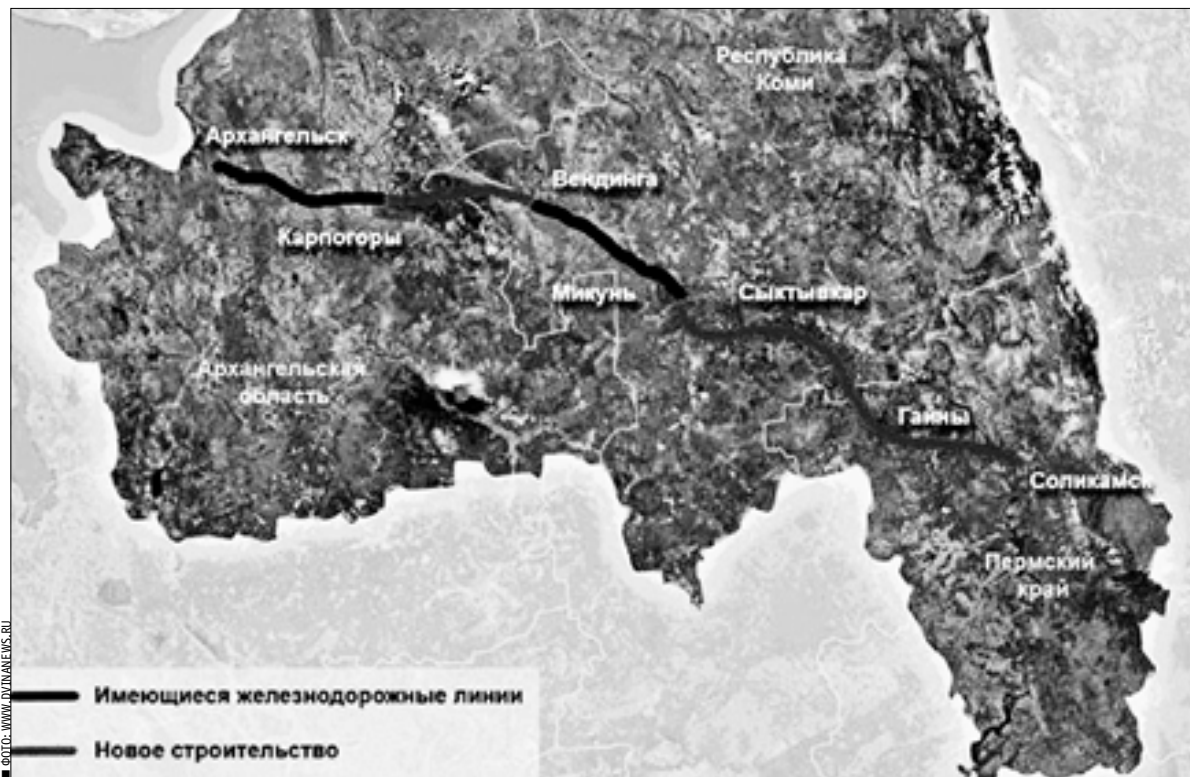 Республика
Коми
Архангельск
Вендинга
Карпогоры
Микунь
Сыктывкар
Архангельская
область
Гайны
Соликамск
Пермский
край
Имеющиеся железнодорожные линии
Новое строительство
ФОТО: WWW.DVINANEWS.RU